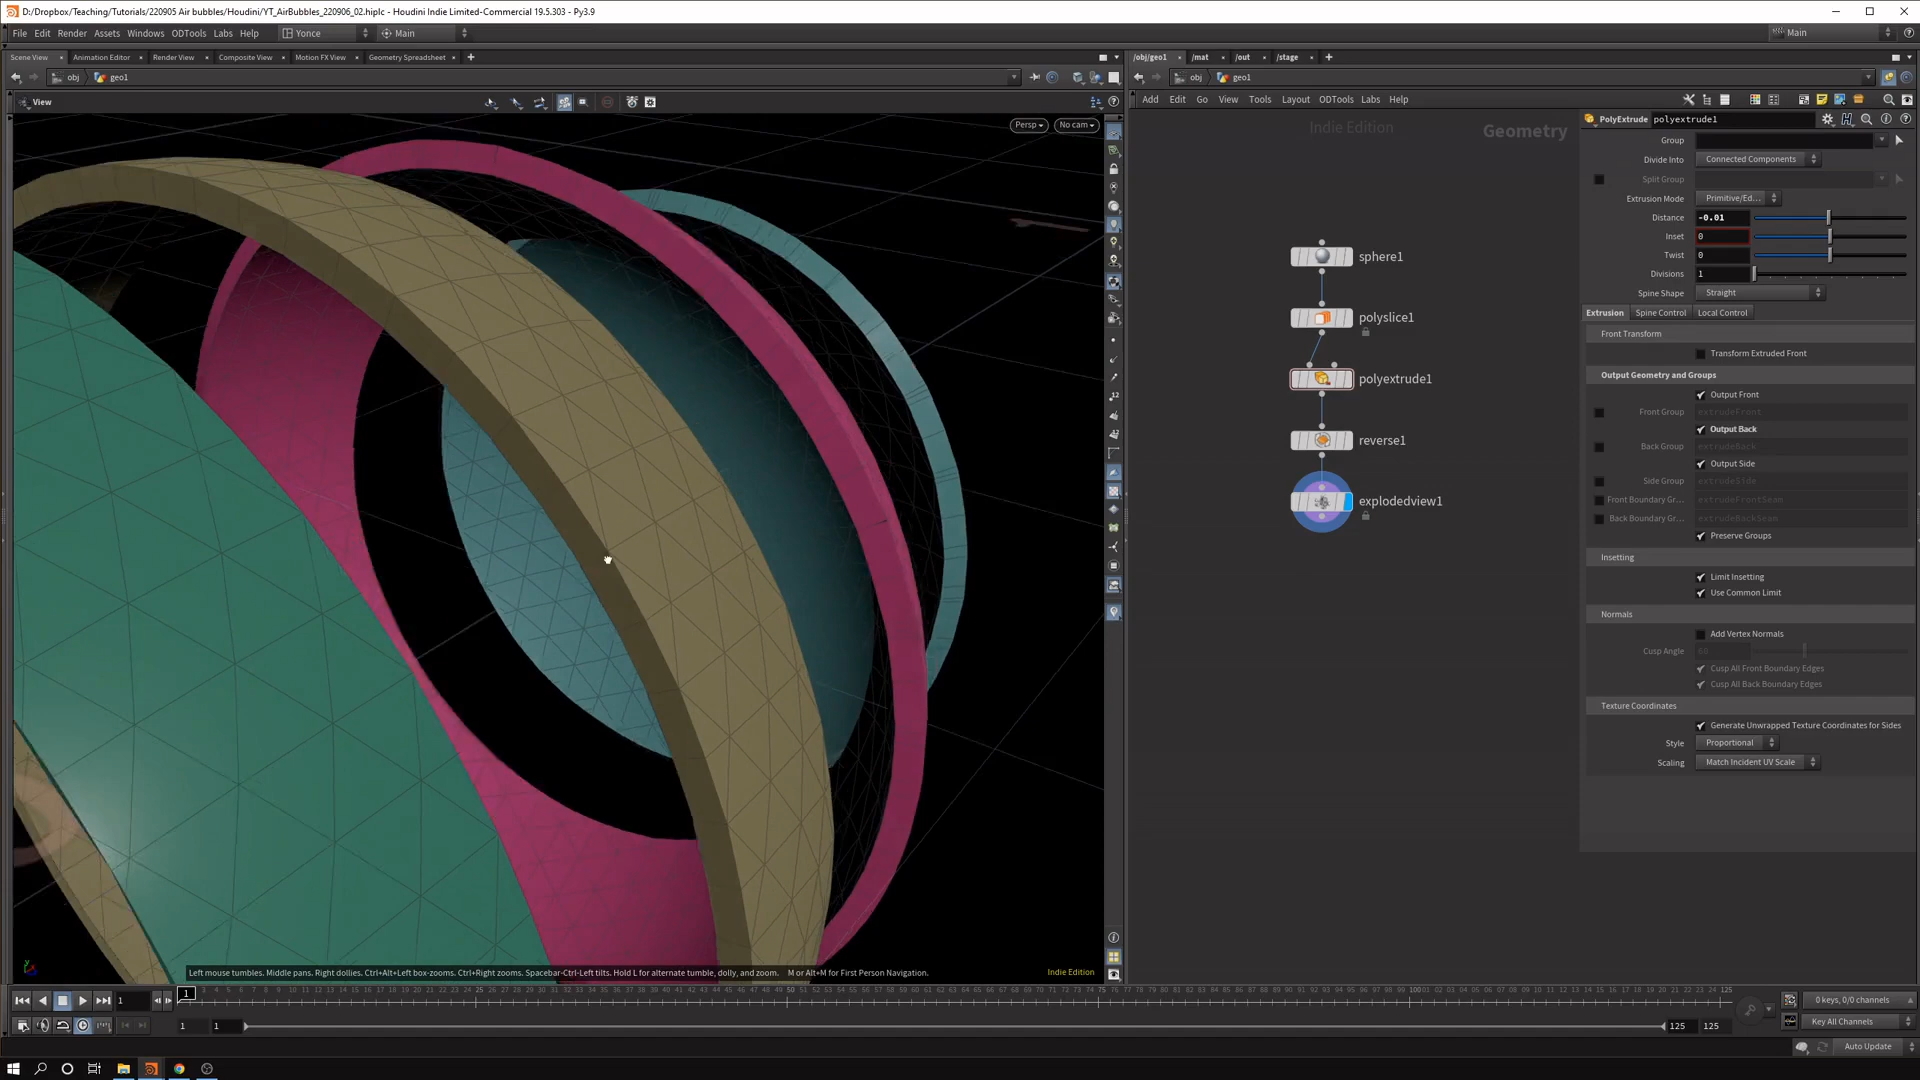 D:/Dropbox/Teaching/Tutorials/220905 Air bubbles/Houdini/YT_AirBubbles_220906_02.hiplc - Houdini Indie Limited-Commercial 19.5.303 - Py3.9
File Edit Render Assets Windows ODTools Labs Help Yonce Main Main
Scene View Animation Editor Render View Composite View Motion FX View Geometry Spreadsheet
/obj/geo1 /mat /out /stage
obj geo1
obj geo1
View
Add Edit Go View Tools Layout ODTools Labs Help
Persp No cam
Indie Edition
Geometry
PolyExtrude polyextrude1
Group
Divide Into Connected Components
Split Group
Extrusion Mode Primitive/Ed...
Distance -0.01
Inset 0
Twist 0
Divisions 1
Spine Shape Straight
Extrusion Spine Control Local Control
Front Transform
Transform Extruded Front
Output Geometry and Groups
Output Front
Front Group extrudeFront
Output Back
Back Group extrudeBack
Output Side
Side Group extrudeSide
Front Boundary Gr... extrudeFrontSeam
Back Boundary Gr... extrudeBackSeam
Preserve Groups
Insetting
Limit Insetting
Use Common Limit
Normals
Add Vertex Normals
Cusp Angle 60
Cusp All Front Boundary Edges
Cusp All Back Boundary Edges
Texture Coordinates
Generate Unwrapped Texture Coordinates for Sides
Style Proportional
Scaling Match Incident UV Scale
sphere1
polyslice1
polyextrude1
reverse1
explodedview1
Left mouse tumbles. Middle pans. Right dollies. Ctrl+Alt+Left box-zooms. Ctrl+Right zooms. Spacebar-Ctrl-Left tilts. Hold L for alternate tumble, dolly, and zoom. M or Alt+M for First Person Navigation.
Indie Edition
1 1
0 keys, 0/0 channels
1 1 125 125
Key All Channels
Auto Update